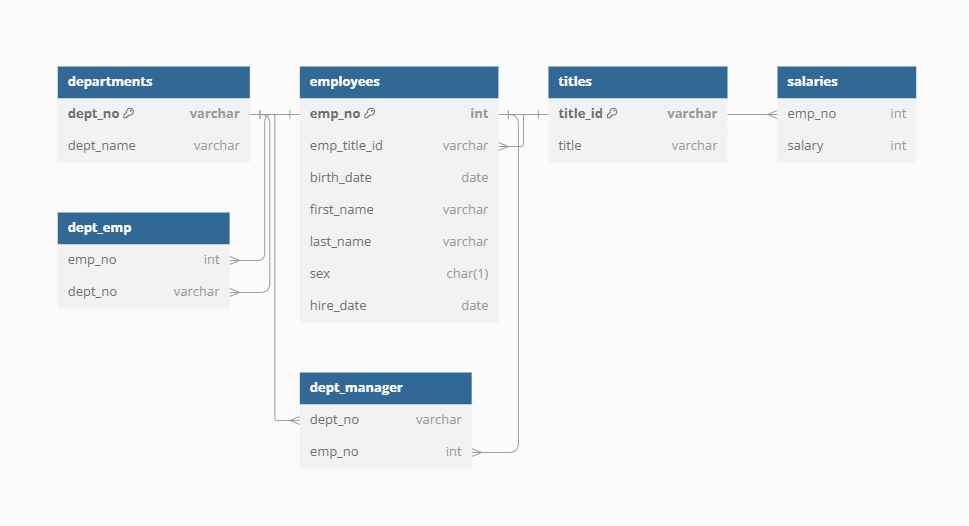 departments
dept_no varchar
dept_name varchar
employees
emp_no int
emp_title_id varchar
birth_date date
first_name varchar
last_name varchar
sex char(1)
hire_date date
titles
title_id varchar
title varchar
salaries
emp_no int
salary int
dept_emp
emp_no int
dept_no varchar
dept_manager
dept_no varchar
emp_no int